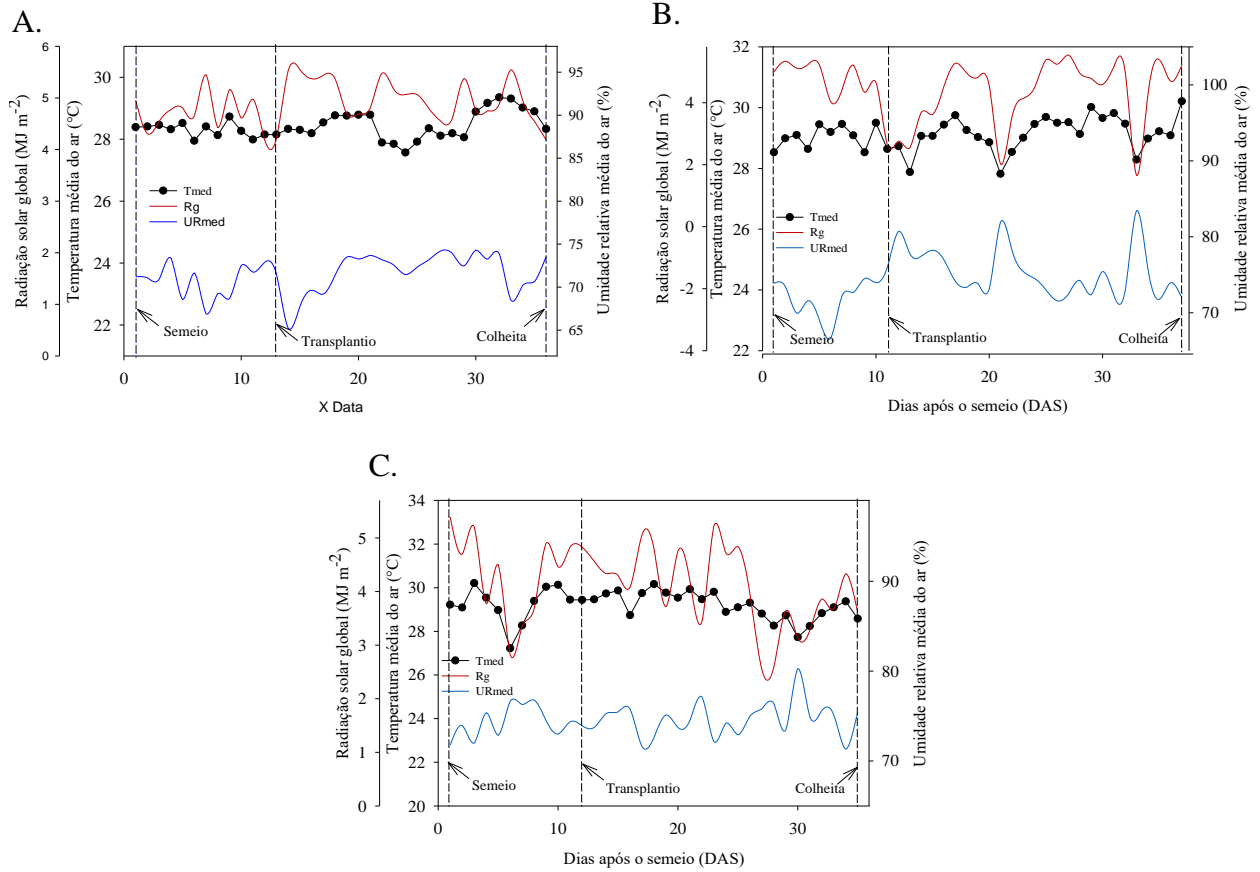 A.
Radiação solar global (MJ m-2)
6
5
4
3
2
1
0
Temperatura média do ar (°C)
30
28
26
24
22
Tmed
Rg
URmed
Semeio
Transplantio
Colheita
95
90
85
80
75
70
65
Umidade relativa média do ar (%)
0
10
20
30
X Data
B.
Radiação solar global (MJ m-2)
4
2
0
-2
-4
Temperatura média do ar (°C)
32
30
28
26
24
22
Tmed
Rg
URmed
Semeio
Transplantio
Colheita
100
90
80
70
Umidade relativa média do ar (%)
0
10
20
30
Dias após o semeio (DAS)
C.
Radiação solar global (MJ m-2)
5
4
3
2
1
0
Temperatura média do ar (°C)
34
32
30
28
26
24
22
20
Tmed
Rg
URmed
Semeio
Transplantio
Colheita
90
80
70
Umidade relativa média do ar (%)
0
10
20
30
Dias após o semeio (DAS)